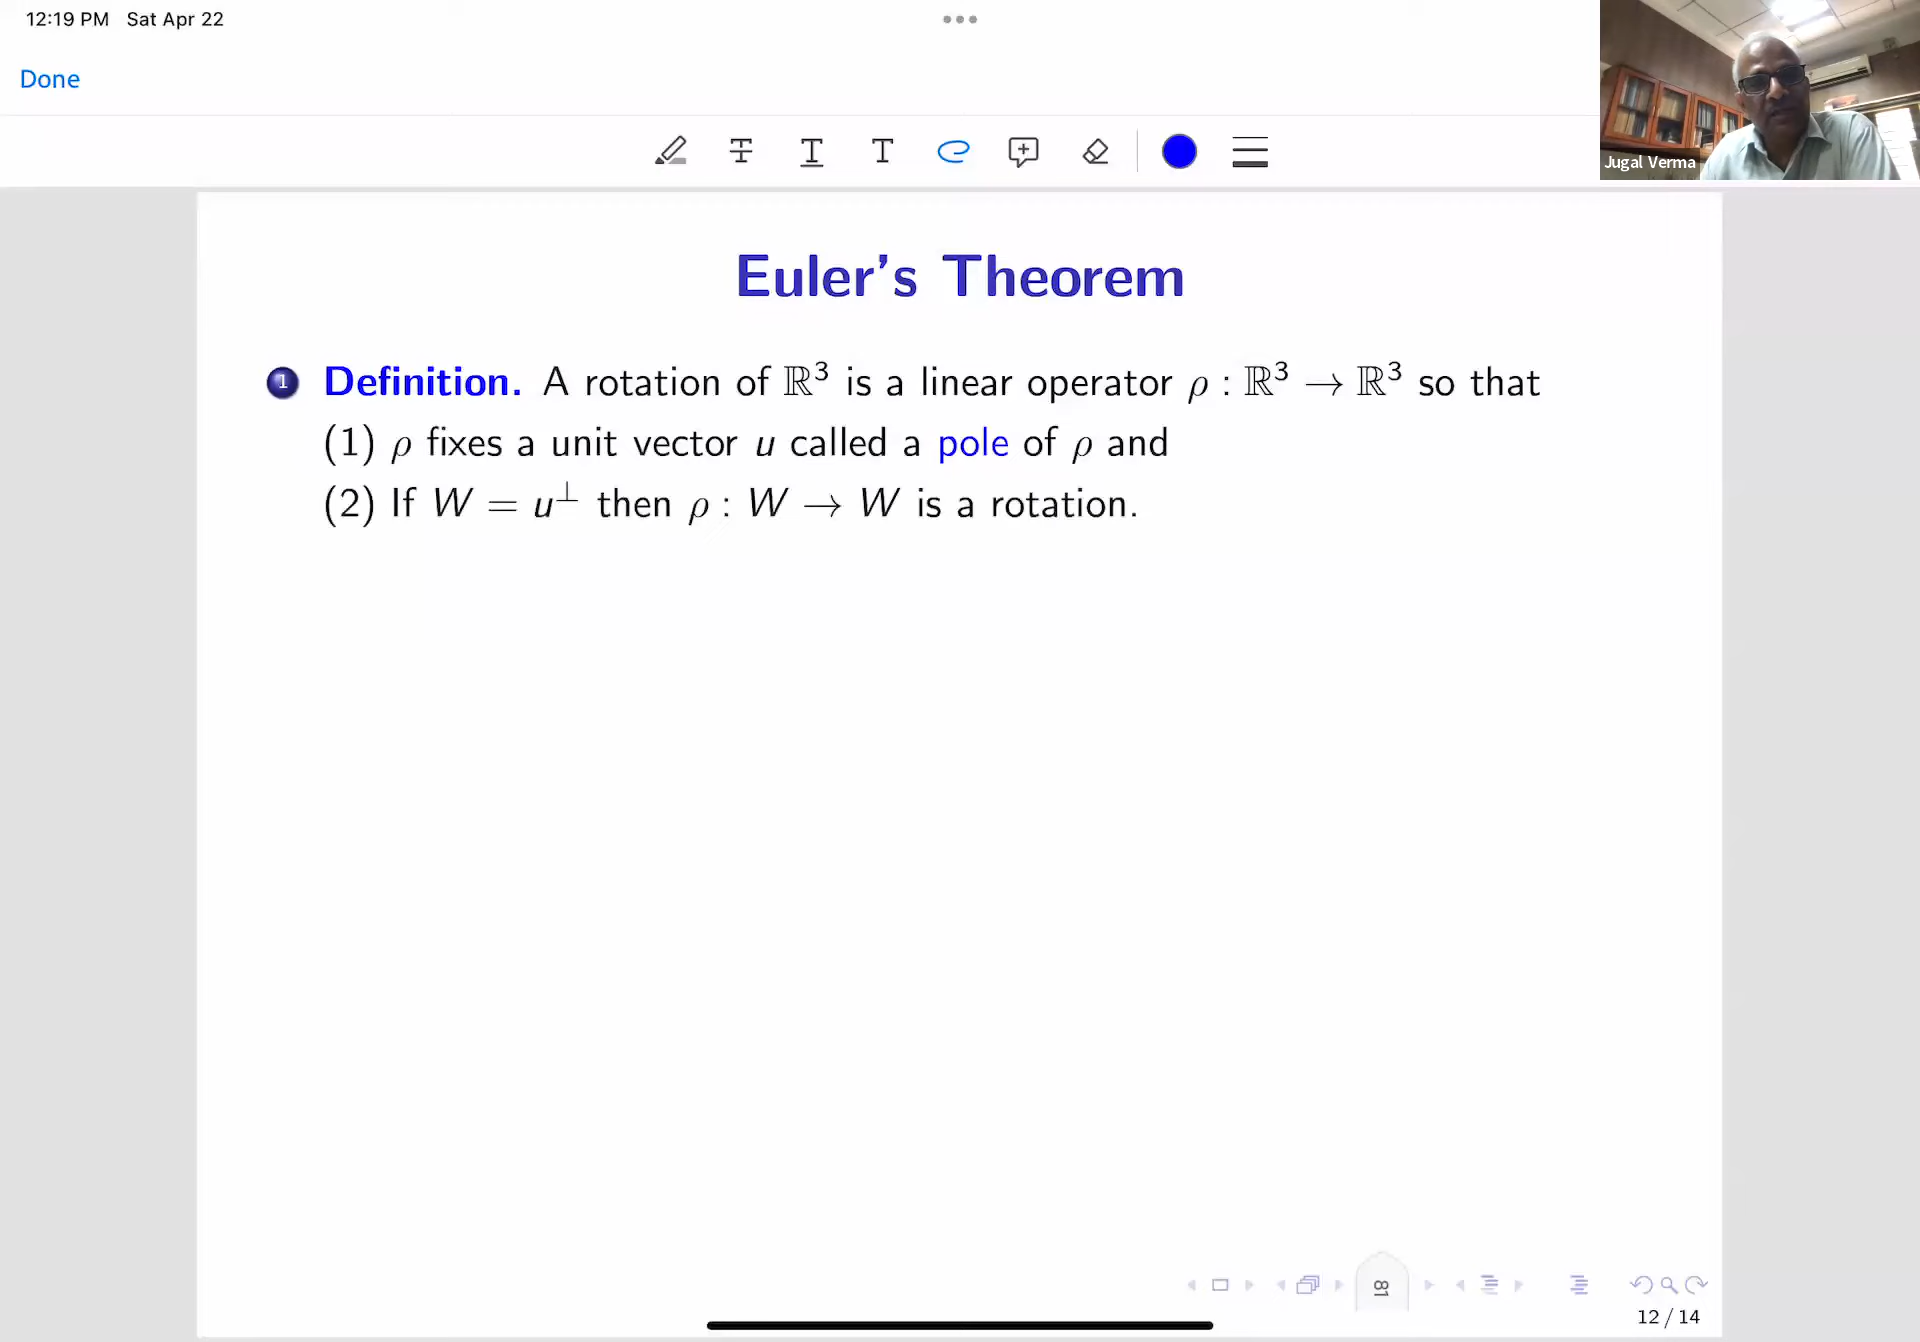 12:19 PM Sat Apr 22
Done
Jugal Verma
Euler's Theorem
1 Definition. A rotation of ℝ³ is a linear operator ρ : ℝ³ → ℝ³ so that
(1) ρ fixes a unit vector u called a pole of ρ and
(2) If W = u⊥ then ρ : W → W is a rotation.
81
12 / 14